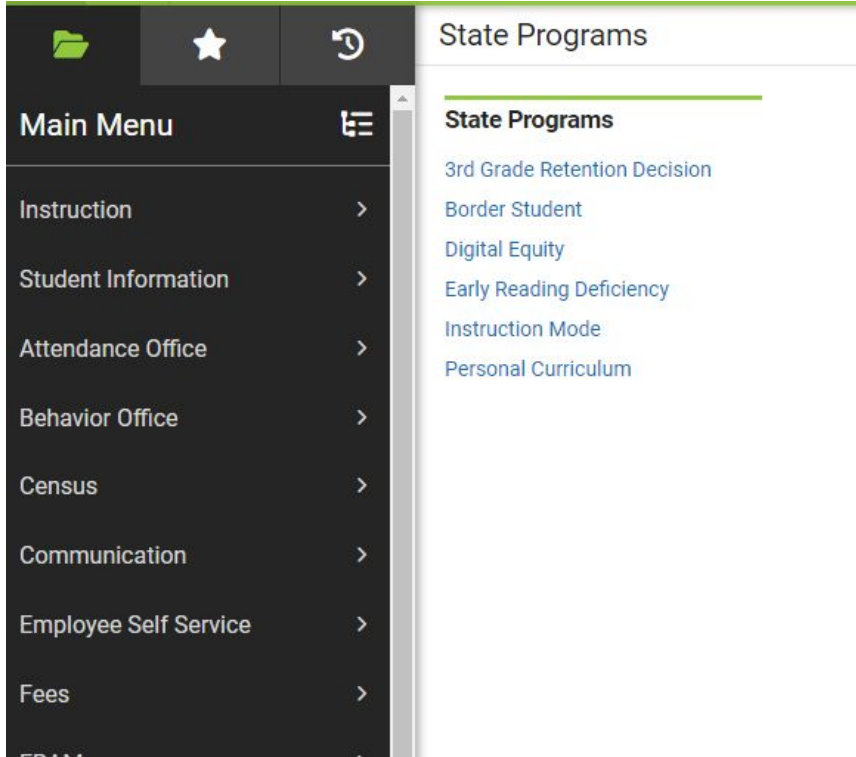 State Programs
Main Menu
Instruction
Student Information
Attendance Office
Behavior Office
Census
Communication
Employee Self Service
Fees
State Programs
3rd Grade Retention Decision
Border Student
Digital Equity
Early Reading Deficiency
Instruction Mode
Personal Curriculum